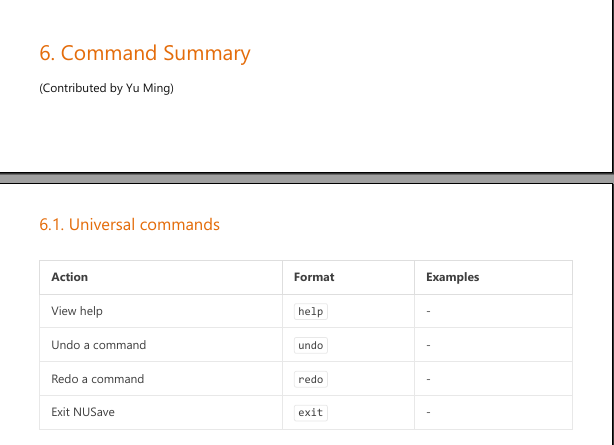 6. Command Summary
(Contributed by Yu Ming)
6.1. Universal commands
Action Format Examples
View help help -
Undo a command undo -
Redo a command redo -
Exit NUSave exit -